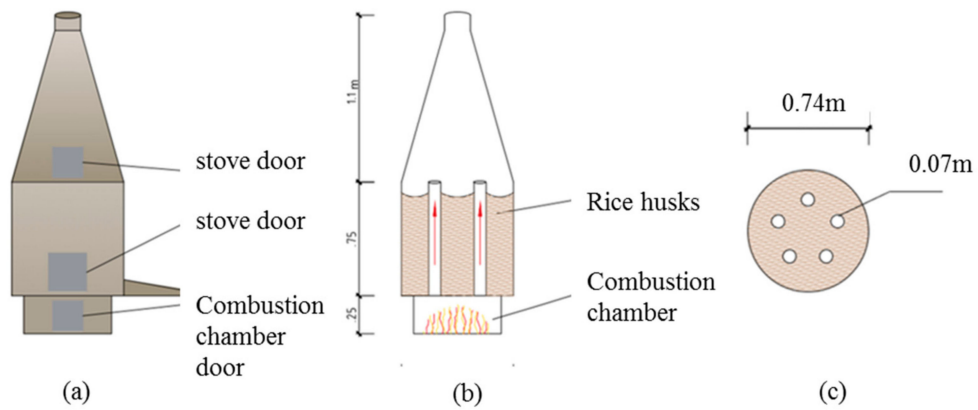 stove door
stove door
Combustion
chamber
door
(a)
1.1 m
.75
.25
Rice husks
Combustion
chamber
(b)
0.74m
0.07m
(c)